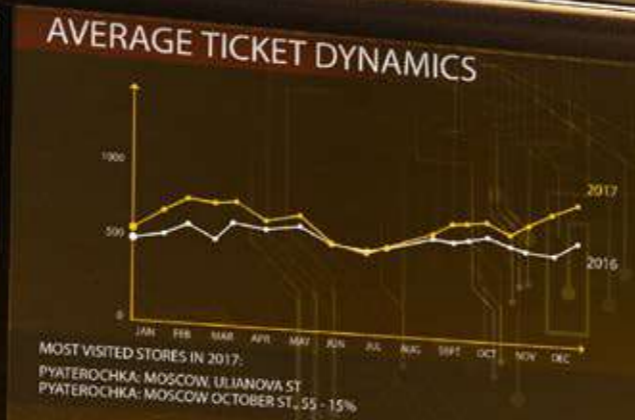 AVERAGE TICKET DYNAMICS
1000
500
0
2017
2016
JAN FEB MAR APR MAY JUN JUL AUG SEPT OCT NOV DEC
MOST VISITED STORES IN 2017:
PYATEROCHKA: MOSCOW, ULIANOVA ST
PYATEROCHKA: MOSCOW OCTOBER ST., 55 - 15%